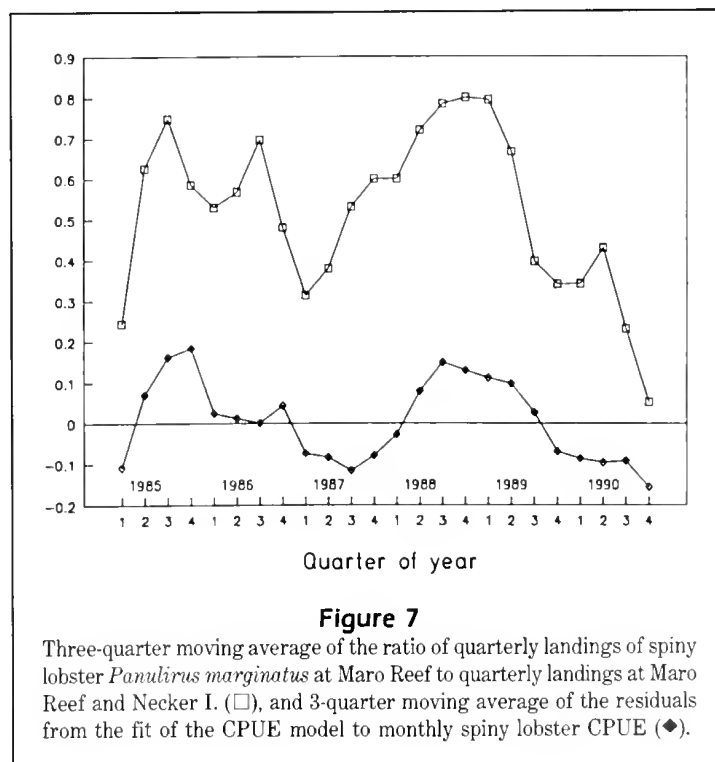 0.9
0.8
0.7
0.6
0.5
0.4
0.3
0.2
0.1
0
-0.1
-0.2
1985 1986 1987 1988 1989 1990
1 2 3 4 1 2 3 4 1 2 3 4 1 2 3 4 1 2 3 4 1 2 3 4
Quarter of year
Figure 7
Three-quarter moving average of the ratio of quarterly landings of spiny
lobster Panulirus marginatus at Maro Reef to quarterly landings at Maro
Reef and Necker I. (□), and 3-quarter moving average of the residuals
from the fit of the CPUE model to monthly spiny lobster CPUE (◆).